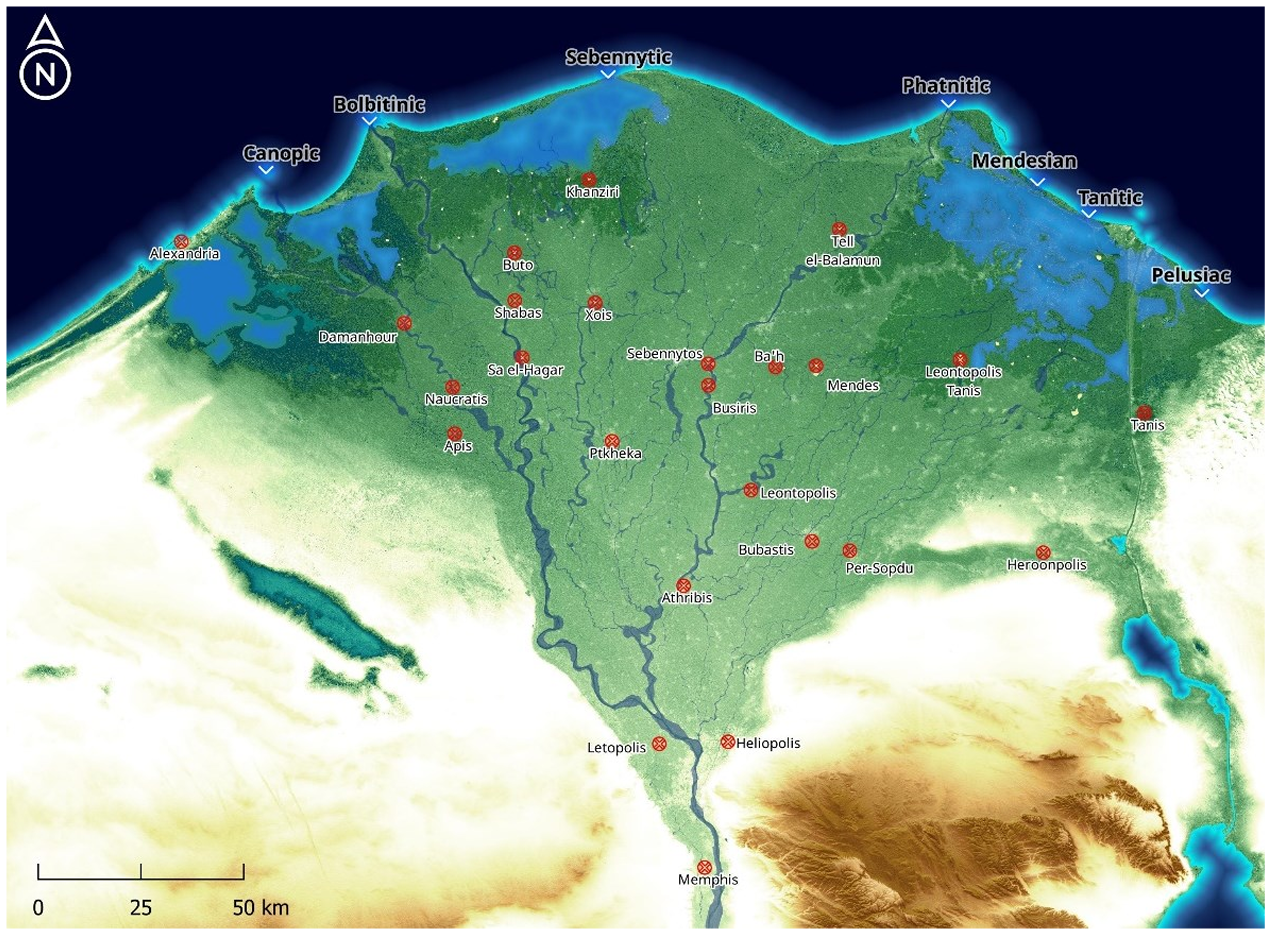 N
Sebennytic
Phatnitic
Bolbitinic
Canopic
Mendesian
Tanitic
Pelusiac
Khanziri
Alexandria
Tell
el-Balamun
Buto
Shabas
Xois
Damanhour
Sebennytos
Ba'h
Sa el-Hagar
Leontopolis
Tanis
Mendes
Naucratis
Busiris
Tanis
Apis
Ptkheka
Leontopolis
Bubastis
Per-Sopdu
Heroonpolis
Athribis
Letopolis
Heliopolis
Memphis
0 25 50 km